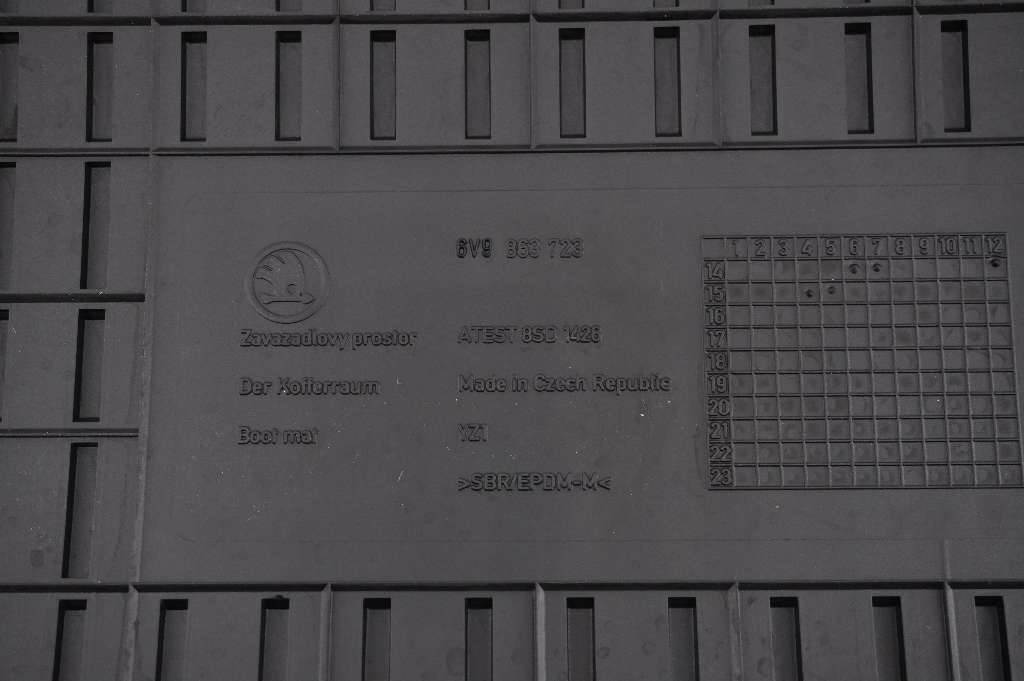 6V9 863 723
Zavazadlovy prostor
ATEST 8SD 1426
Der Kofferraum
Made in Czech Republic
Boot mat
YZ1
>SBR/EPDM-M<
1 2 3 4 5 6 7 8 9 10 11 12
14
15
16
17
18
19
20
21
22
23